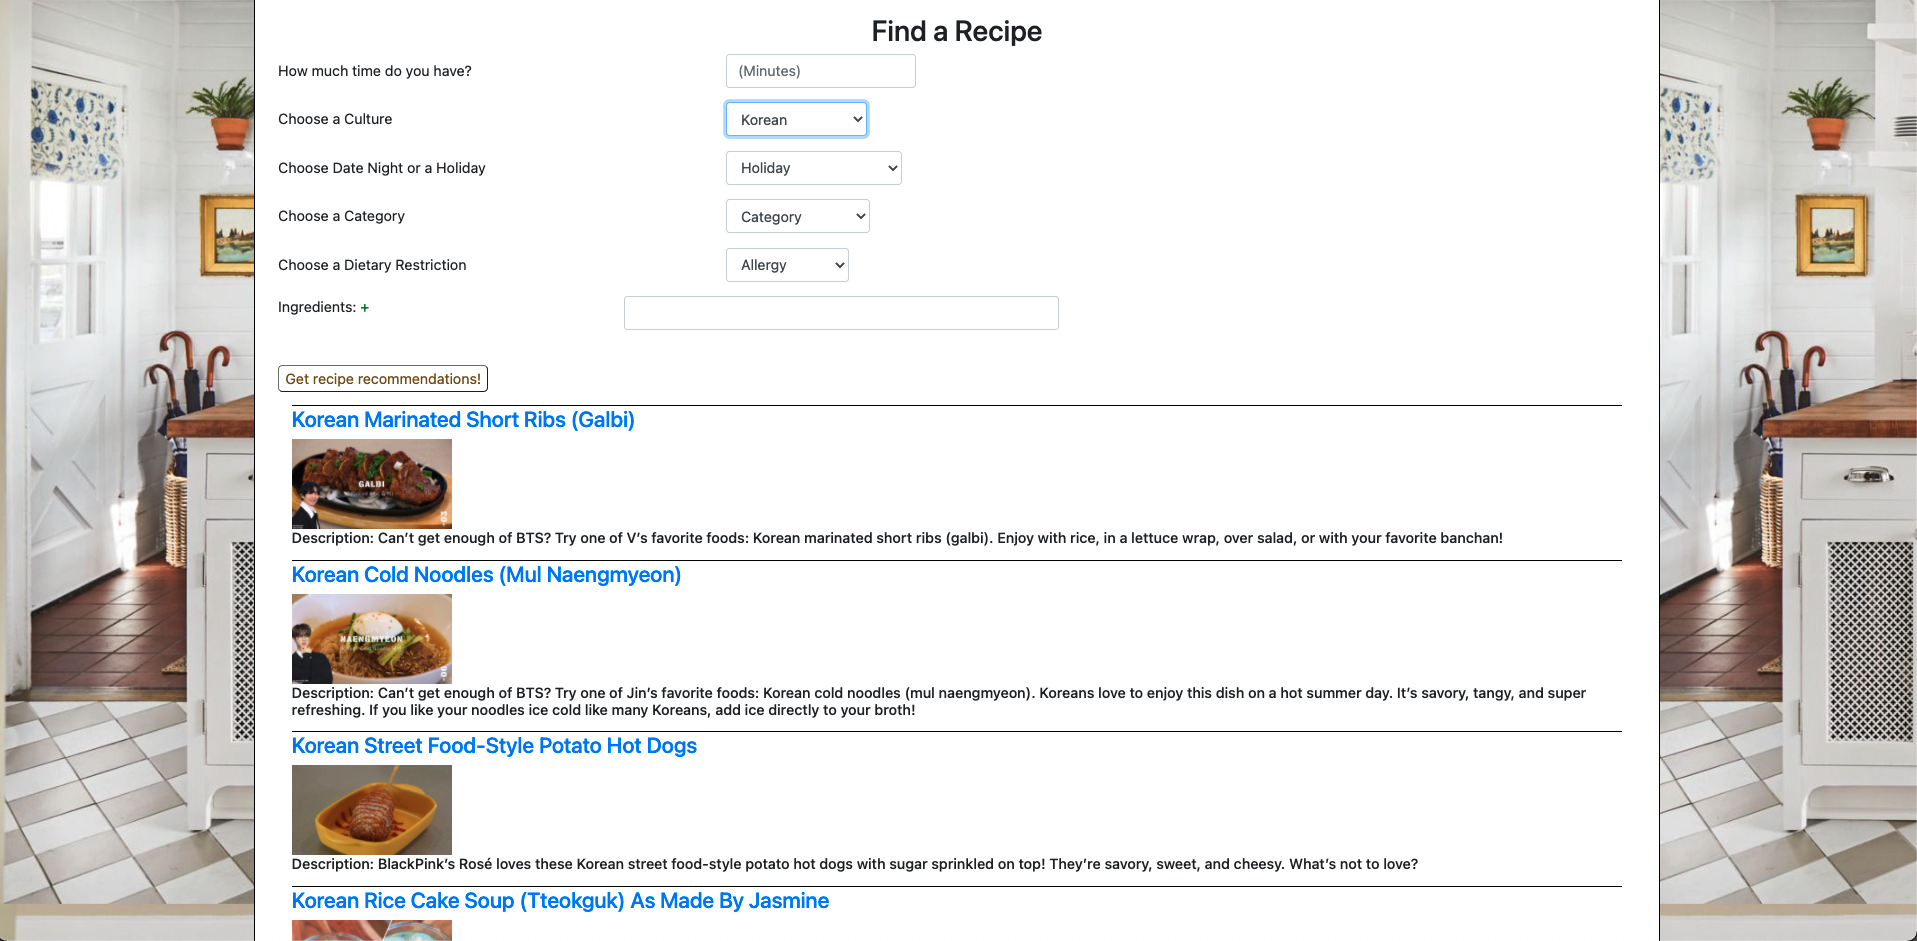 Find a Recipe
How much time do you have?
(Minutes)
Choose a Culture
Korean
Choose Date Night or a Holiday
Holiday
Choose a Category
Category
Choose a Dietary Restriction
Allergy
Ingredients: +
Get recipe recommendations!
Korean Marinated Short Ribs (Galbi)
GALBI
03
Description: Can’t get enough of BTS? Try one of V’s favorite foods: Korean marinated short ribs (galbi). Enjoy with rice, in a lettuce wrap, over salad, or with your favorite banchan!
Korean Cold Noodles (Mul Naengmyeon)
NAENGMYEON
Description: Can’t get enough of BTS? Try one of Jin’s favorite foods: Korean cold noodles (mul naengmyeon). Koreans love to enjoy this dish on a hot summer day. It’s savory, tangy, and super
refreshing. If you like your noodles ice cold like many Koreans, add ice directly to your broth!
Korean Street Food-Style Potato Hot Dogs
Description: BlackPink’s Rosé loves these Korean street food-style potato hot dogs with sugar sprinkled on top! They’re savory, sweet, and cheesy. What’s not to love?
Korean Rice Cake Soup (Tteokguk) As Made By Jasmine